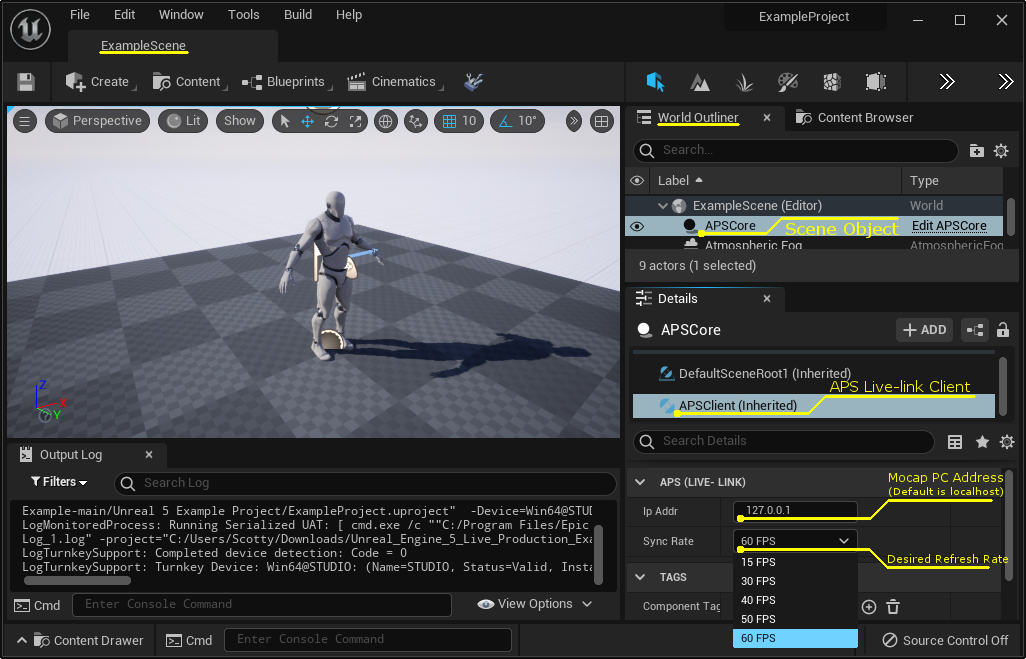 File Edit Window Tools Build Help
ExampleProject
ExampleScene
Create Content Blueprints Cinematics
Perspective Lit Show 10 10°
World Outliner
Content Browser
Search...
Label Type
ExampleScene (Editor) World
APSCore Scene Object Edit APSCore
Atmospheric Fog AtmosphericFog
9 actors (1 selected)
Details
APSCore ADD
DefaultSceneRoot1 (Inherited)
APS Live-link Client
APSClient (Inherited)
Search Details
APS (LIVE- LINK)
Mocap PC Address
(Default is localhost)
Ip Addr 127.0.0.1
Sync Rate 60 FPS
Desired Refresh Rate
15 FPS
TAGS
30 FPS
Component Tag
40 FPS
50 FPS
60 FPS
Z
X
Y
Output Log
Filters Search Log
Example-main/Unreal 5 Example Project/ExampleProject.uproject" -Device=Win64@STUD
LogMonitoredProcess: Running Serialized UAT: [ cmd.exe /c ""C:/Program Files/Epic
Log_1.log" -project="C:/Users/Scotty/Downloads/Unreal_Engine_5_Live_Production_Exa
LogTurnkeySupport: Completed device detection: Code = 0
LogTurnkeySupport: Turnkey Device: Win64@STUDIO: (Name=STUDIO, Status=Valid, Insta
Cmd Enter Console Command View Options
Content Drawer Cmd Enter Console Command Source Control Off